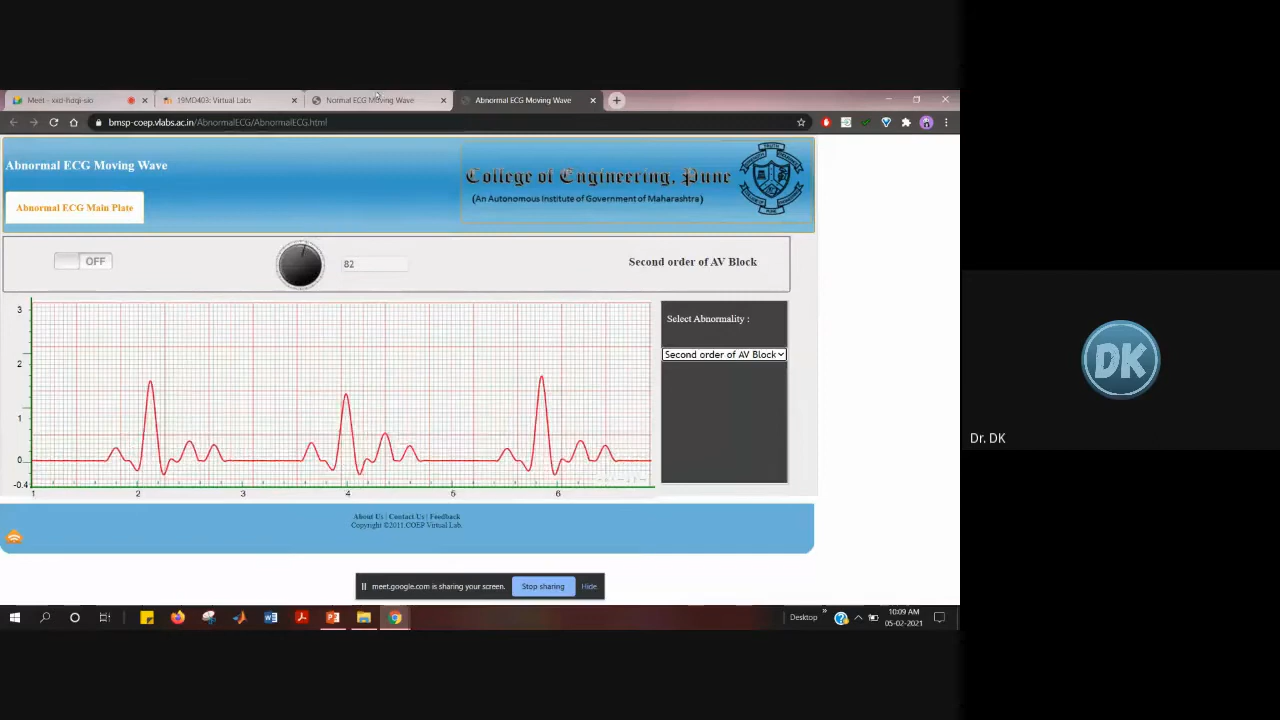 Meet - xxd-hdqi-sio
19MD403: Virtual Labs
Normal ECG Moving Wave
Abnormal ECG Moving Wave
bmsp-coep.vlabs.ac.in/AbnormalECG/AbnormalECG.html
Abnormal ECG Moving Wave
College of Engineering, Pune
(An Autonomous Institute of Government of Maharashtra)
Abnormal ECG Main Plate
OFF
82
Second order of AV Block
3
2
1
0
-0.4
1 2 3 4 5 6
Select Abnormality :
Second order of AV Block
About Us | Contact Us | Feedback
Copyright ©2011 COEP Virtual Lab.
meet.google.com is sharing your screen.
Stop sharing
Hide
Desktop
10:09 AM
05-02-2021
DK
Dr. DK